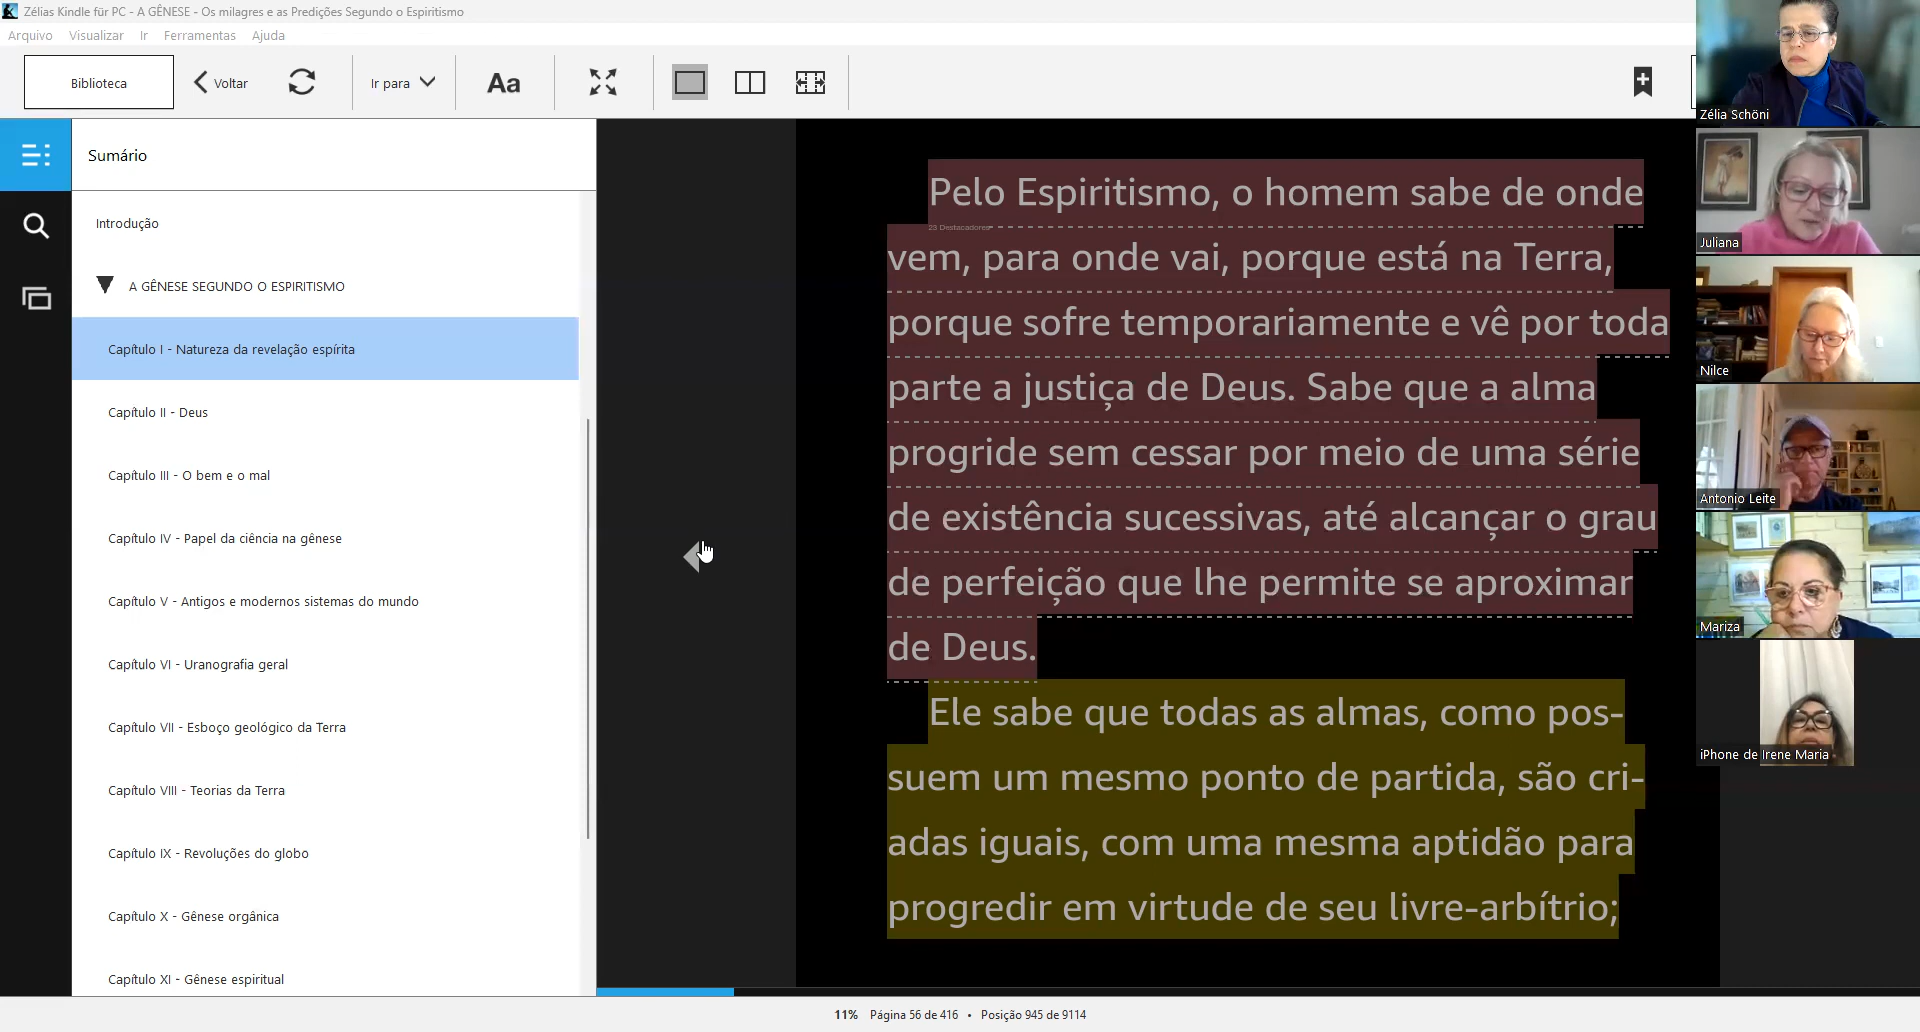 Zélias Kindle für PC - A GÊNESE - Os milagres e as Predições Segundo o Espiritismo
Arquivo Visualizar Ir Ferramentas Ajuda
Biblioteca Voltar Ir para Aa
Sumário
Introdução
A GÊNESE SEGUNDO O ESPIRITISMO
Capítulo I - Natureza da revelação espírita
Capítulo II - Deus
Capítulo III - O bem e o mal
Capítulo IV - Papel da ciência na gênese
Capítulo V - Antigos e modernos sistemas do mundo
Capítulo VI - Uranografia geral
Capítulo VII - Esboço geológico da Terra
Capítulo VIII - Teorias da Terra
Capítulo IX - Revoluções do globo
Capítulo X - Gênese orgânica
Capítulo XI - Gênese espiritual
Pelo Espiritismo, o homem sabe de onde
23 Destacadores
vem, para onde vai, porque está na Terra,
porque sofre temporariamente e vê por toda
parte a justiça de Deus. Sabe que a alma
progride sem cessar por meio de uma série
de existência sucessivas, até alcançar o grau
de perfeição que lhe permite se aproximar
de Deus.
Ele sabe que todas as almas, como pos-
suem um mesmo ponto de partida, são cri-
adas iguais, com uma mesma aptidão para
progredir em virtude de seu livre-arbítrio;
11% Página 56 de 416 • Posição 945 de 9114
Zélia Schöni
Juliana
Nilce
Antonio Leite
Mariza
iPhone de Irene Maria